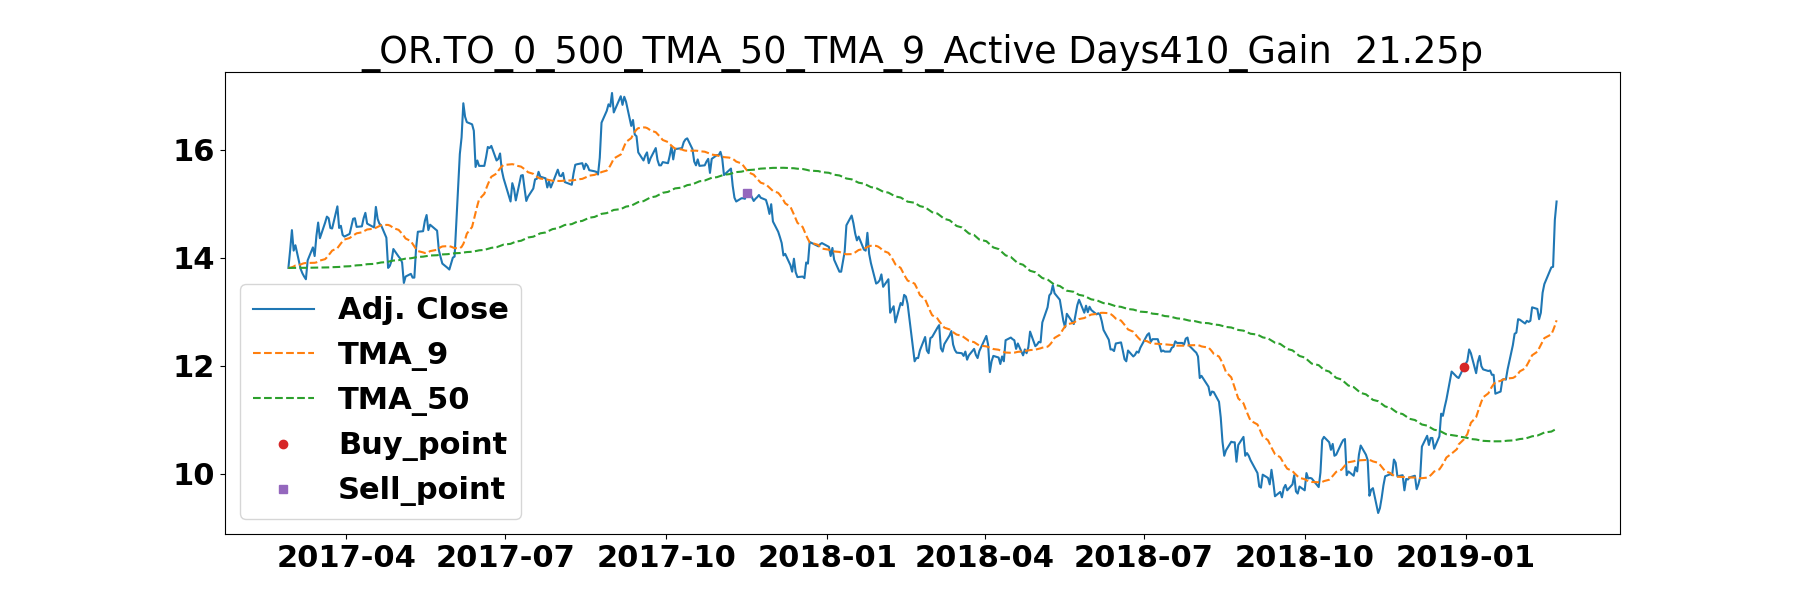 _OR.TO_0_500_TMA_50_TMA_9_Active Days410_Gain  21.25p
16
14
12
10
Adj. Close
TMA_9
TMA_50
Buy_point
Sell_point
2017-04 2017-07 2017-10 2018-01 2018-04 2018-07 2018-10 2019-01